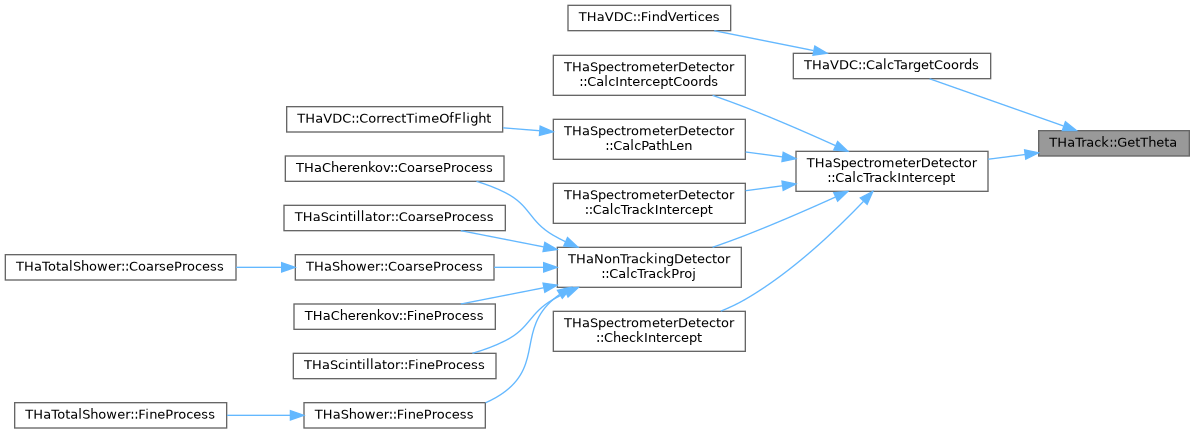 THaVDC::FindVertices
THaVDC::CalcTargetCoords
THaSpectrometerDetector
::CalcInterceptCoords
THaVDC::CorrectTimeOfFlight
THaSpectrometerDetector
::CalcPathLen
THaTrack::GetTheta
THaSpectrometerDetector
::CalcTrackIntercept
THaCherenkov::CoarseProcess
THaSpectrometerDetector
::CalcTrackIntercept
THaScintillator::CoarseProcess
THaNonTrackingDetector
::CalcTrackProj
THaTotalShower::CoarseProcess
THaShower::CoarseProcess
THaCherenkov::FineProcess
THaSpectrometerDetector
::CheckIntercept
THaScintillator::FineProcess
THaTotalShower::FineProcess
THaShower::FineProcess